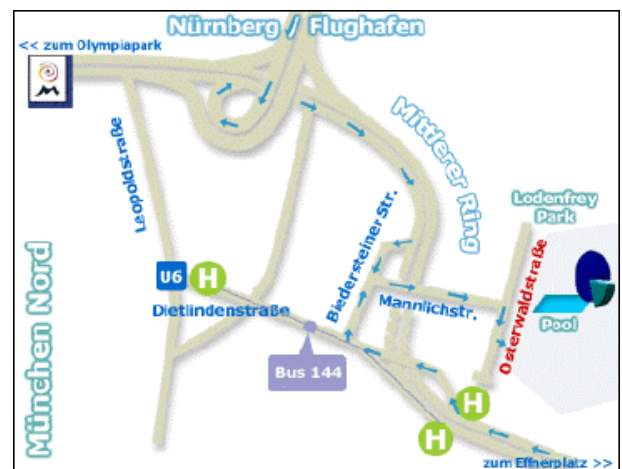 Nürnberg / Flughafen
<< zum Olympiapark
Leopoldstraße
Mittlerer Ring
Lodenfrey
Park
Biedersteiner Str.
Osterwaldstraße
U6
H
Dietlindenstraße
Mannlichstr.
Pool
München Nord
Bus 144
H
H
zum Effnerplatz >>